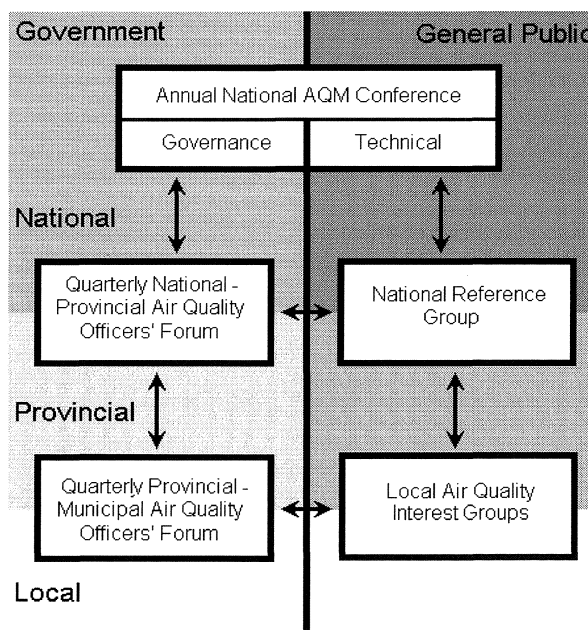 Government
General Public
Annual National AQM Conference
Governance
Technical
National
Quarterly National -
Provincial Air Quality
Officers' Forum
National Reference
Group
Provincial
Quarterly Provincial -
Municipal Air Quality
Officers' Forum
Local Air Quality
Interest Groups
Local